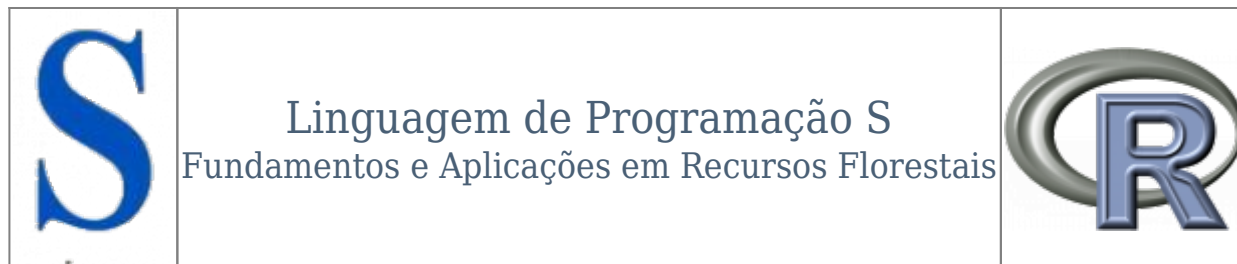 S
Linguagem de Programação S
Fundamentos e Aplicações em Recursos Florestais
R